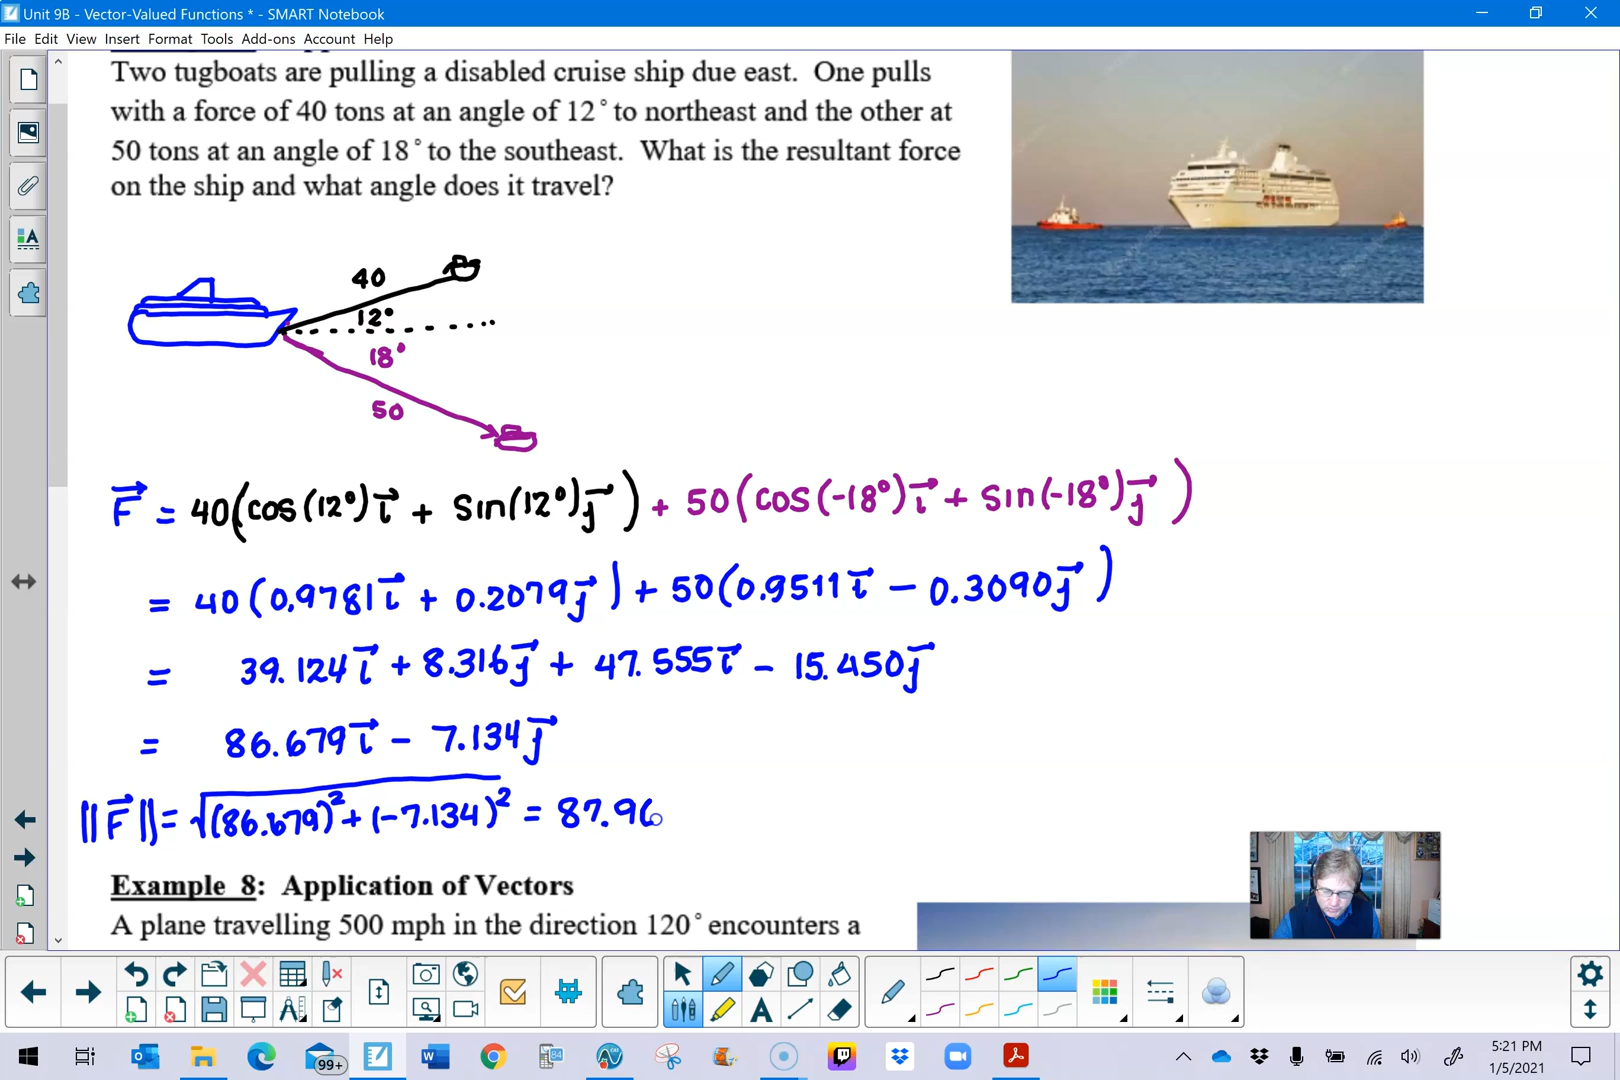 Unit 9B - Vector-Valued Functions * - SMART Notebook
File Edit View Insert Format Tools Add-ons Account Help
Two tugboats are pulling a disabled cruise ship due east. One pulls
with a force of 40 tons at an angle of 12° to northeast and the other at
50 tons at an angle of 18° to the southeast. What is the resultant force
on the ship and what angle does it travel?
40
12°
18°
50
F⃗ = 40(cos(12°)i⃗ + sin(12°)j⃗) + 50(cos(-18°)i⃗ + sin(-18°)j⃗)
= 40(0.9781i⃗ + 0.2079j⃗) + 50(0.9511i⃗ - 0.3090j⃗)
= 39.124i⃗ + 8.316j⃗ + 47.555i⃗ - 15.450j⃗
= 86.679i⃗ - 7.134j⃗
||F⃗|| = √(86.679)² + (-7.134)² = 87.96
Example 8: Application of Vectors
A plane travelling 500 mph in the direction 120° encounters a
99+
84
5:21 PM
1/5/2021